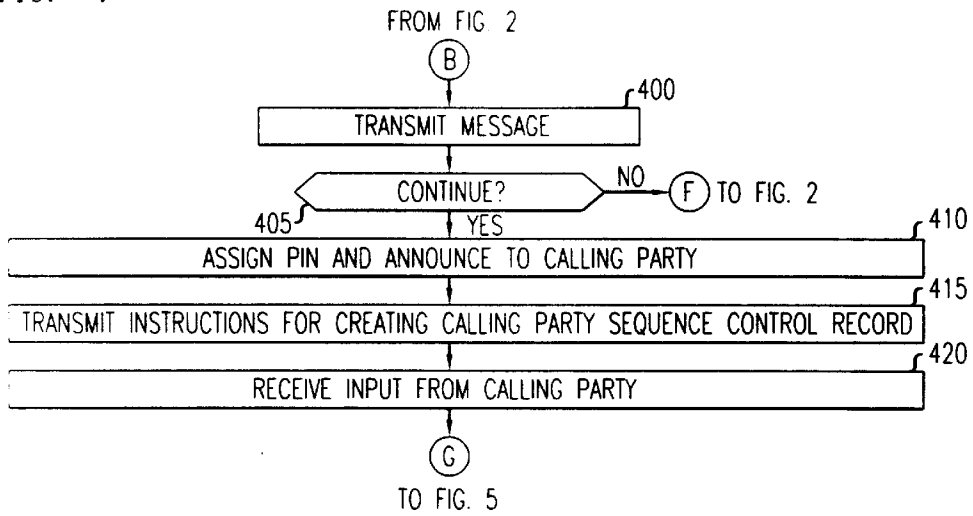 FROM FIG. 2
B
400
TRANSMIT MESSAGE
CONTINUE?
NO
F
TO FIG. 2
405
YES
410
ASSIGN PIN AND ANNOUNCE TO CALLING PARTY
415
TRANSMIT INSTRUCTIONS FOR CREATING CALLING PARTY SEQUENCE CONTROL RECORD
420
RECEIVE INPUT FROM CALLING PARTY
G
TO FIG. 5